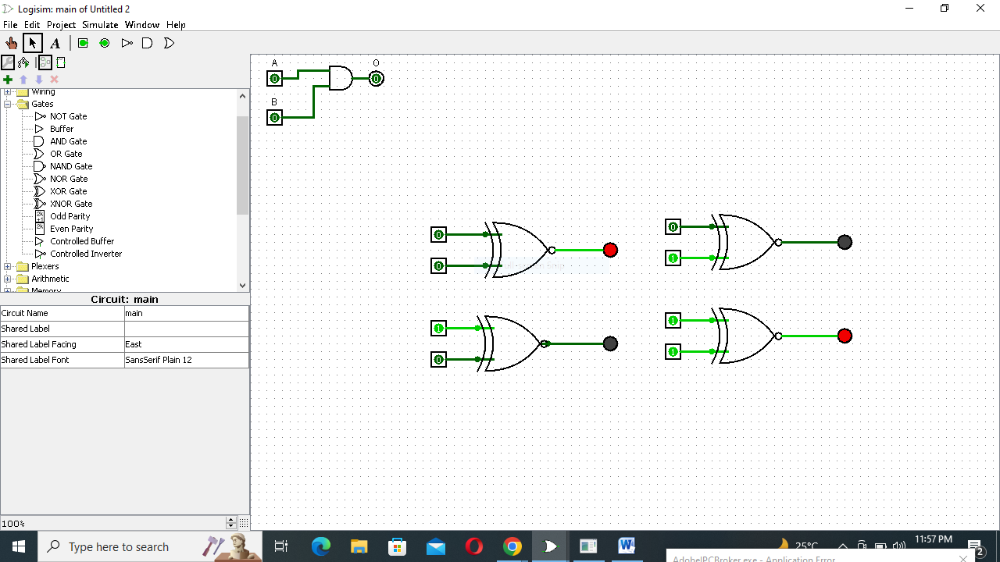 Logisim: main of Untitled 2
File Edit Project Simulate Window Help
A
Wiring
Gates
NOT Gate
Buffer
AND Gate
OR Gate
NAND Gate
NOR Gate
XOR Gate
XNOR Gate
Odd Parity
Even Parity
Controlled Buffer
Controlled Inverter
Plexers
Arithmetic
Memory
Circuit: main
Circuit Name main
Shared Label
Shared Label Facing East
Shared Label Font SansSerif Plain 12
100%
A O
0 0
B
0
0 0
0 1
1 1
0 1
Type here to search
25°C
11:57 PM
2
AdobeIPCBroker.exe - Application Error